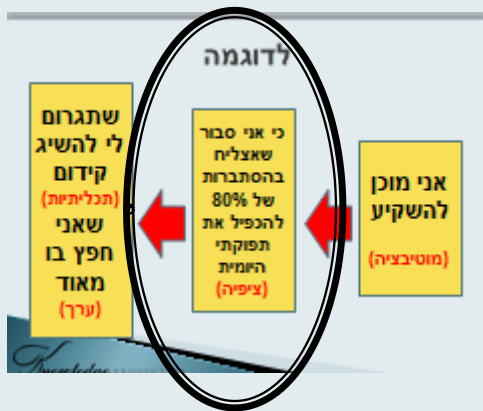 לדוגמה
אני מוכן
להשקיע
(מוטיבציה)
כי אני סבור
שאצליח
בהסתברות
של 80%
להכפיל את
תפוקתי
היומית
(ציפיה)
שתגרום
לי להשיג
קידום
(תכליתיות)
שאני
חפץ בו
מאוד
(ערך)
Knowledge